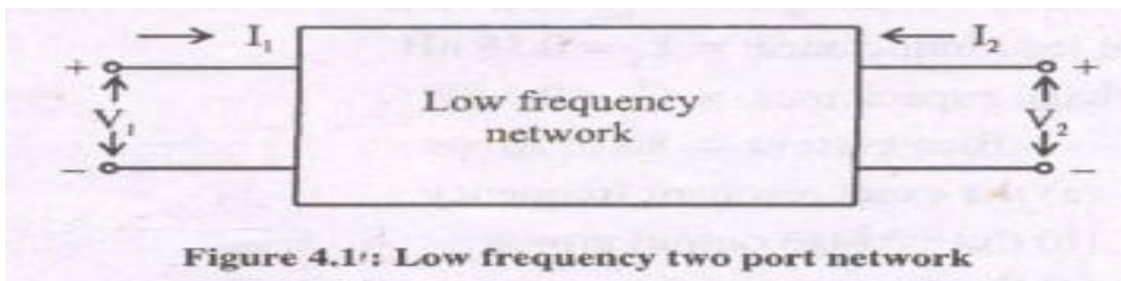 I₁
I₂
+ +
Low frequency
network
V₁ V₂
− −
Figure 4.1': Low frequency two port network